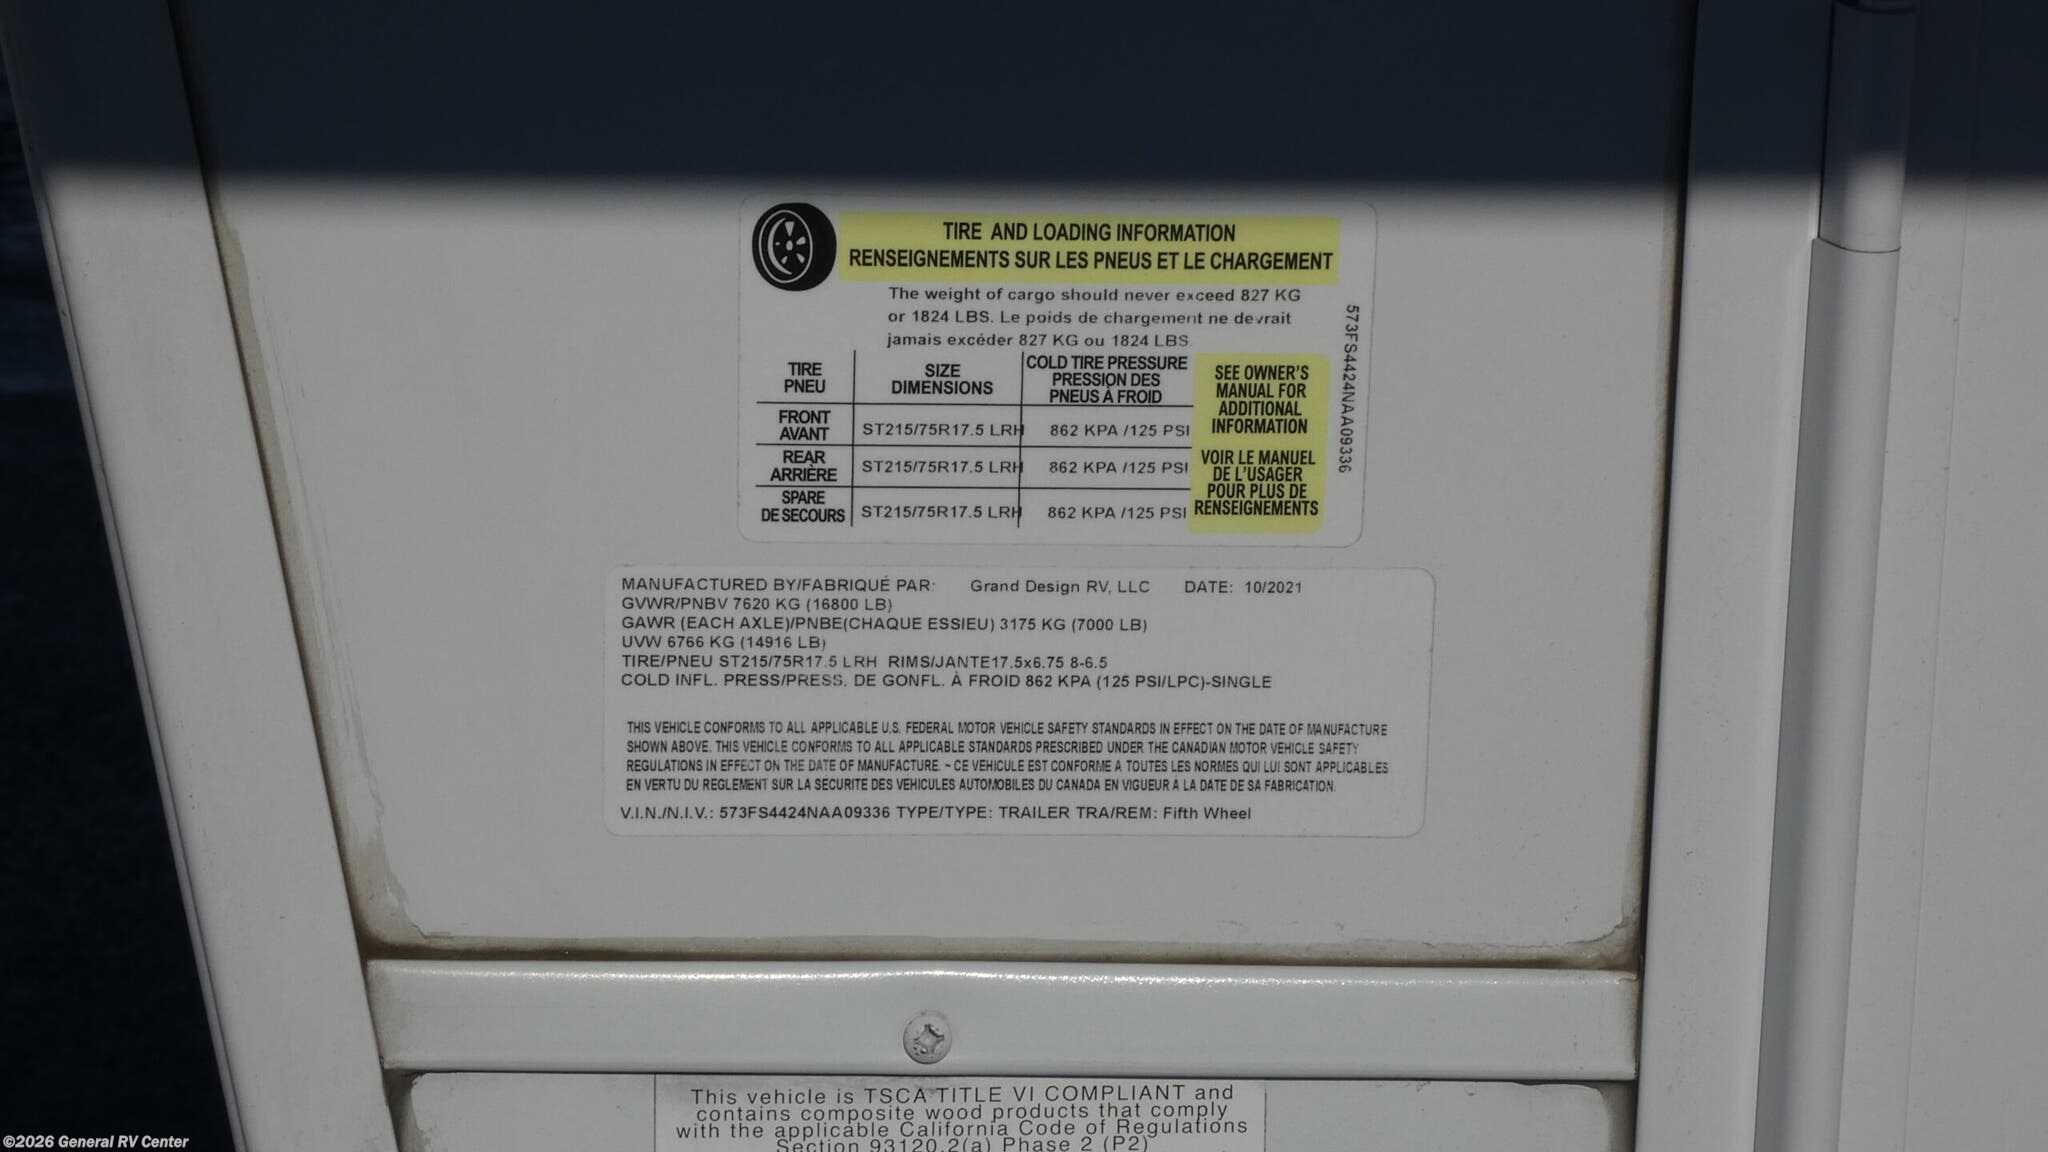 TIRE AND LOADING INFORMATION
RENSEIGNEMENTS SUR LES PNEUS ET LE CHARGEMENT
The weight of cargo should never exceed 827 KG
or 1824 LBS. Le poids de chargement ne devrait
jamais excéder 827 KG ou 1824 LBS.
TIRE PNEU SIZE DIMENSIONS COLD TIRE PRESSURE PRESSION DES PNEUS À FROID
FRONT AVANT ST215/75R17.5 LRH 862 KPA /125 PSI
REAR ARRIÈRE ST215/75R17.5 LRH 862 KPA /125 PSI
SPARE DE SECOURS ST215/75R17.5 LRH 862 KPA /125 PSI
SEE OWNER'S
MANUAL FOR
ADDITIONAL
INFORMATION
VOIR LE MANUEL
DE L'USAGER
POUR PLUS DE
RENSEIGNEMENTS
573FS4424NAA09336
MANUFACTURED BY/FABRIQUÉ PAR: Grand Design RV, LLC DATE: 10/2021
GVWR/PNBV 7620 KG (16800 LB)
GAWR (EACH AXLE)/PNBE(CHAQUE ESSIEU) 3175 KG (7000 LB)
UVW 6766 KG (14916 LB)
TIRE/PNEU ST215/75R17.5 LRH RIMS/JANTE17.5x6.75 8-6.5
COLD INFL. PRESS/PRESS. DE GONFL. À FROID 862 KPA (125 PSI/LPC)-SINGLE
THIS VEHICLE CONFORMS TO ALL APPLICABLE U.S. FEDERAL MOTOR VEHICLE SAFETY STANDARDS IN EFFECT ON THE DATE OF MANUFACTURE
SHOWN ABOVE. THIS VEHICLE CONFORMS TO ALL APPLICABLE STANDARDS PRESCRIBED UNDER THE CANADIAN MOTOR VEHICLE SAFETY
REGULATIONS IN EFFECT ON THE DATE OF MANUFACTURE. ~ CE VEHICULE EST CONFORME A TOUTES LES NORMES QUI LUI SONT APPLICABLES
EN VERTU DU REGLEMENT SUR LA SECURITE DES VEHICULES AUTOMOBILES DU CANADA EN VIGUEUR A LA DATE DE SA FABRICATION.
V.I.N./N.I.V.: 573FS4424NAA09336 TYPE/TYPE: TRAILER TRA/REM: Fifth Wheel
This vehicle is TSCA TITLE VI COMPLIANT and
contains composite wood products that comply
with the applicable California Code of Regulations
Section 93120.2(a) Phase 2 (P2)
©2026 General RV Center